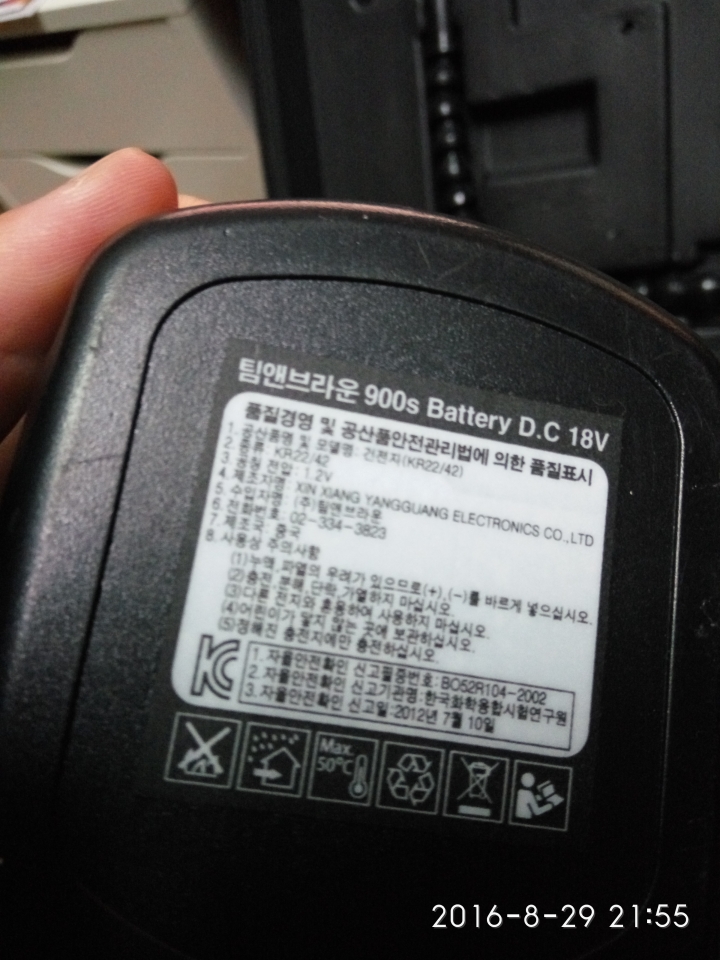 팀앤브라운 900s Battery D.C 18V
품질경영 및 공산품안전관리법에 의한 품질표시
1. 공산품명 및 모델명: 건전지(KR22/42)
2. 종류: KR22/42
3. 공칭 전압: 1.2V
4. 제조자명: XIN XIANG YANGGUANG ELECTRONICS CO.,LTD
5. 수입자명: (주)팀앤브라운
6. 전화번호: 02-334-3823
7. 제조국: 중국
8. 사용상 주의사항
(1)누액, 파열의 우려가 있으므로(+),(-)를 바르게 넣으십시오.
(2)충전,분해,단락,가열하지 마십시오.
(3)다른 전지와 혼용하여 사용하지 마십시오.
(4)어린이가 닿지 않는 곳에 보관하십시오.
(5)정해진 충전지에만 충전하십시오.
1. 자율안전확인 신고필증번호: BO52R104-2002
2. 자율안전확인 신고기관명: 한국화학융합시험연구원
3. 자율안전확인 신고일: 2012년 7월 10일
Max.
50°C
2016-8-29 21:55